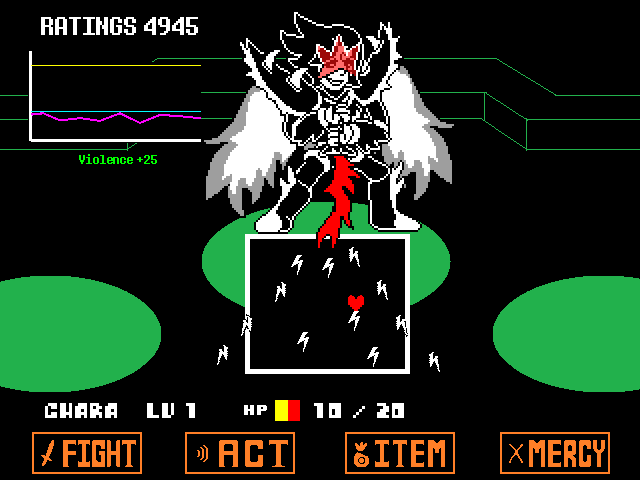 RATINGS 4945
Violence +25
CHARA LV 1 HP 10 / 20
FIGHT ACT ITEM MERCY